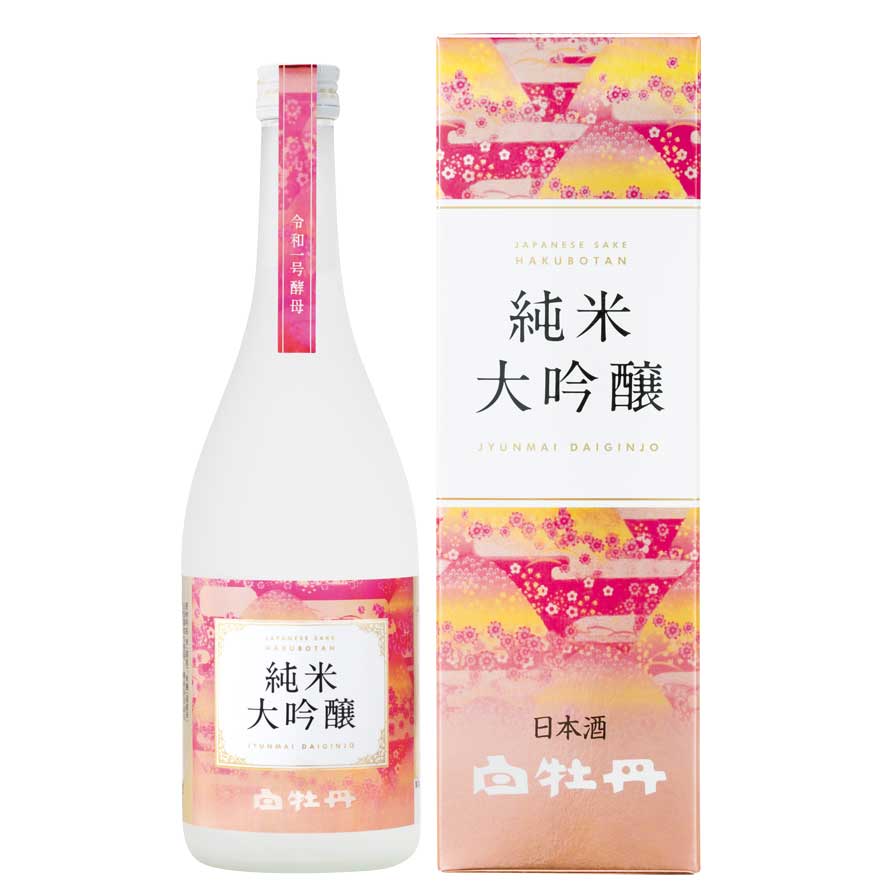 令和一号酵母
JAPANESE SAKE
HAKUBOTAN
純米
大吟醸
JYUNMAI DAIGINJO
白牡丹
JAPANESE SAKE
HAKUBOTAN
純米
大吟醸
JYUNMAI DAIGINJO
日本酒
白牡丹